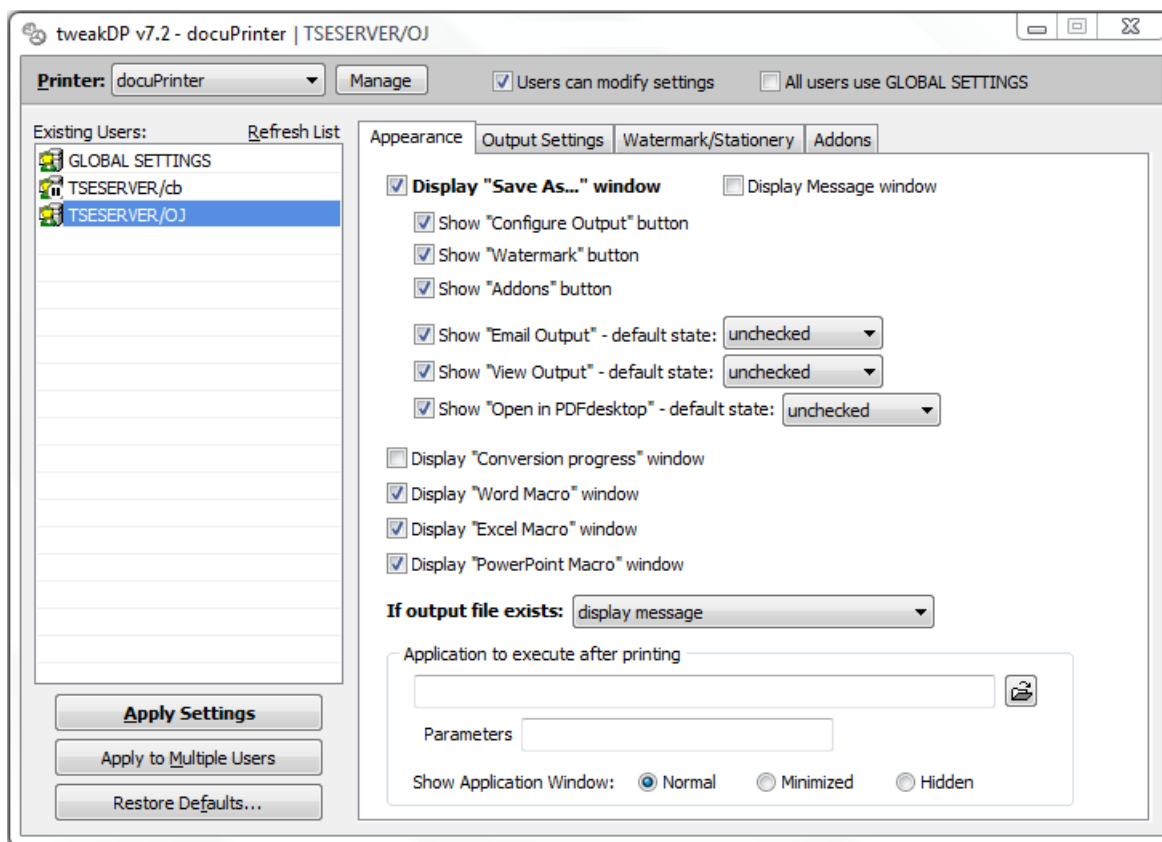 tweakDP v7.2 - docuPrinter | TSESERVER/OJ
Printer: docuPrinter Manage Users can modify settings All users use GLOBAL SETTINGS
Existing Users: Refresh List
GLOBAL SETTINGS
TSESERVER/cb
TSESERVER/OJ
Apply Settings
Apply to Multiple Users
Restore Defaults...
Appearance Output Settings Watermark/Stationery Addons
Display "Save As..." window Display Message window
Show "Configure Output" button
Show "Watermark" button
Show "Addons" button
Show "Email Output" - default state: unchecked
Show "View Output" - default state: unchecked
Show "Open in PDFdesktop" - default state: unchecked
Display "Conversion progress" window
Display "Word Macro" window
Display "Excel Macro" window
Display "PowerPoint Macro" window
If output file exists: display message
Application to execute after printing
Parameters
Show Application Window: Normal Minimized Hidden